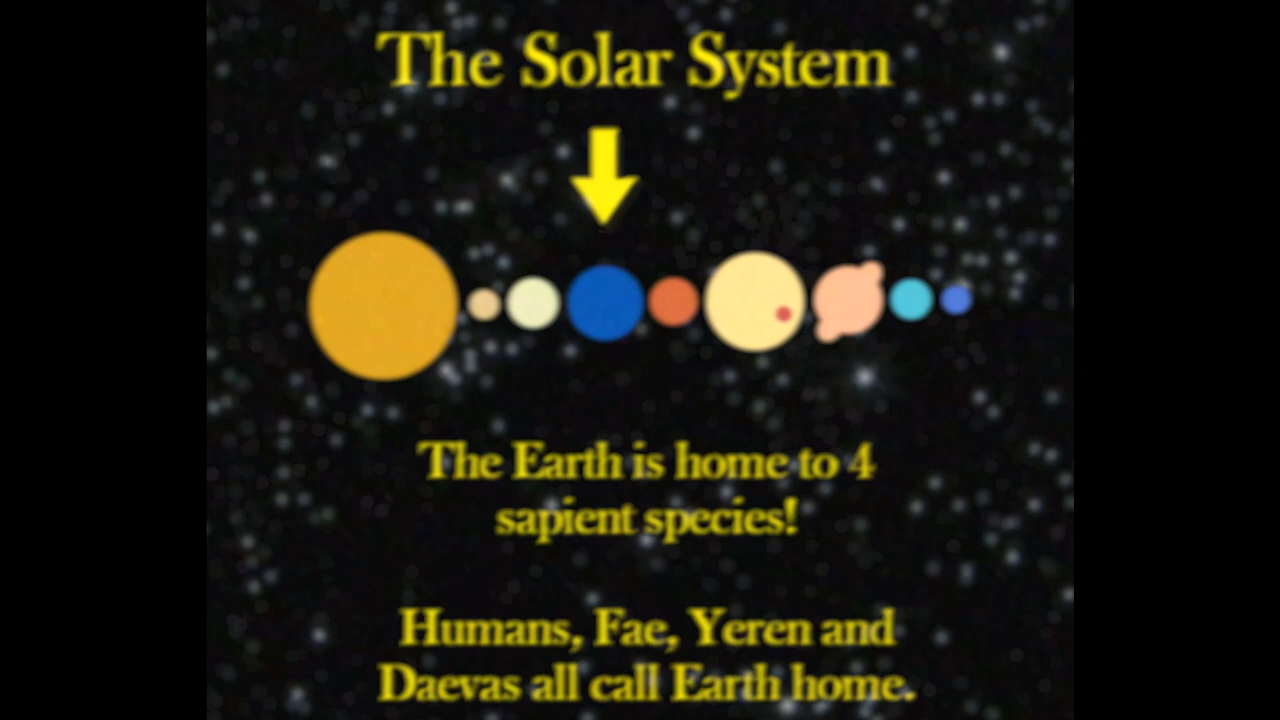 The Solar System
The Earth is home to 4
sapient species!
Humans, Fae, Yeren and
Daevas all call Earth home.